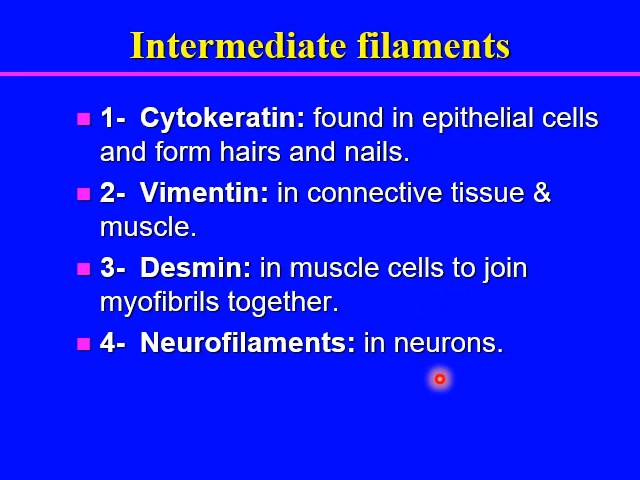 Intermediate filaments
1- Cytokeratin: found in epithelial cells
and form hairs and nails.
2- Vimentin: in connective tissue &
muscle.
3- Desmin: in muscle cells to join
myofibrils together.
4- Neurofilaments: in neurons.